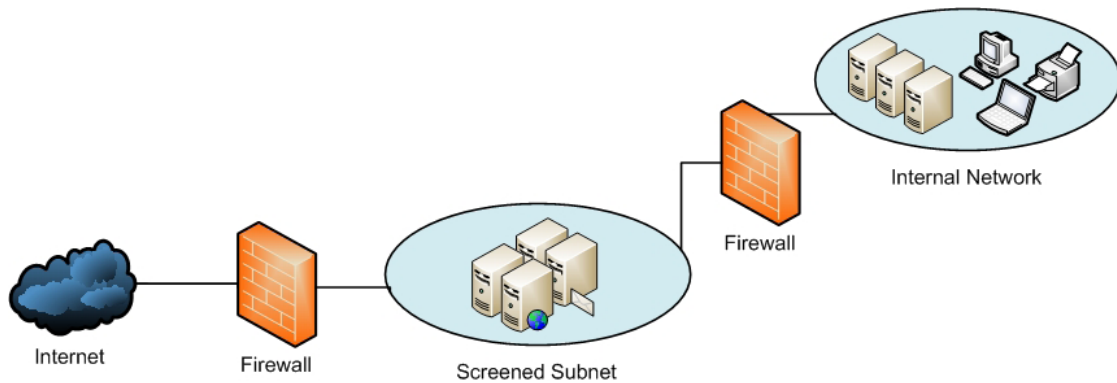 Internet
Firewall
Screened Subnet
Firewall
Internal Network